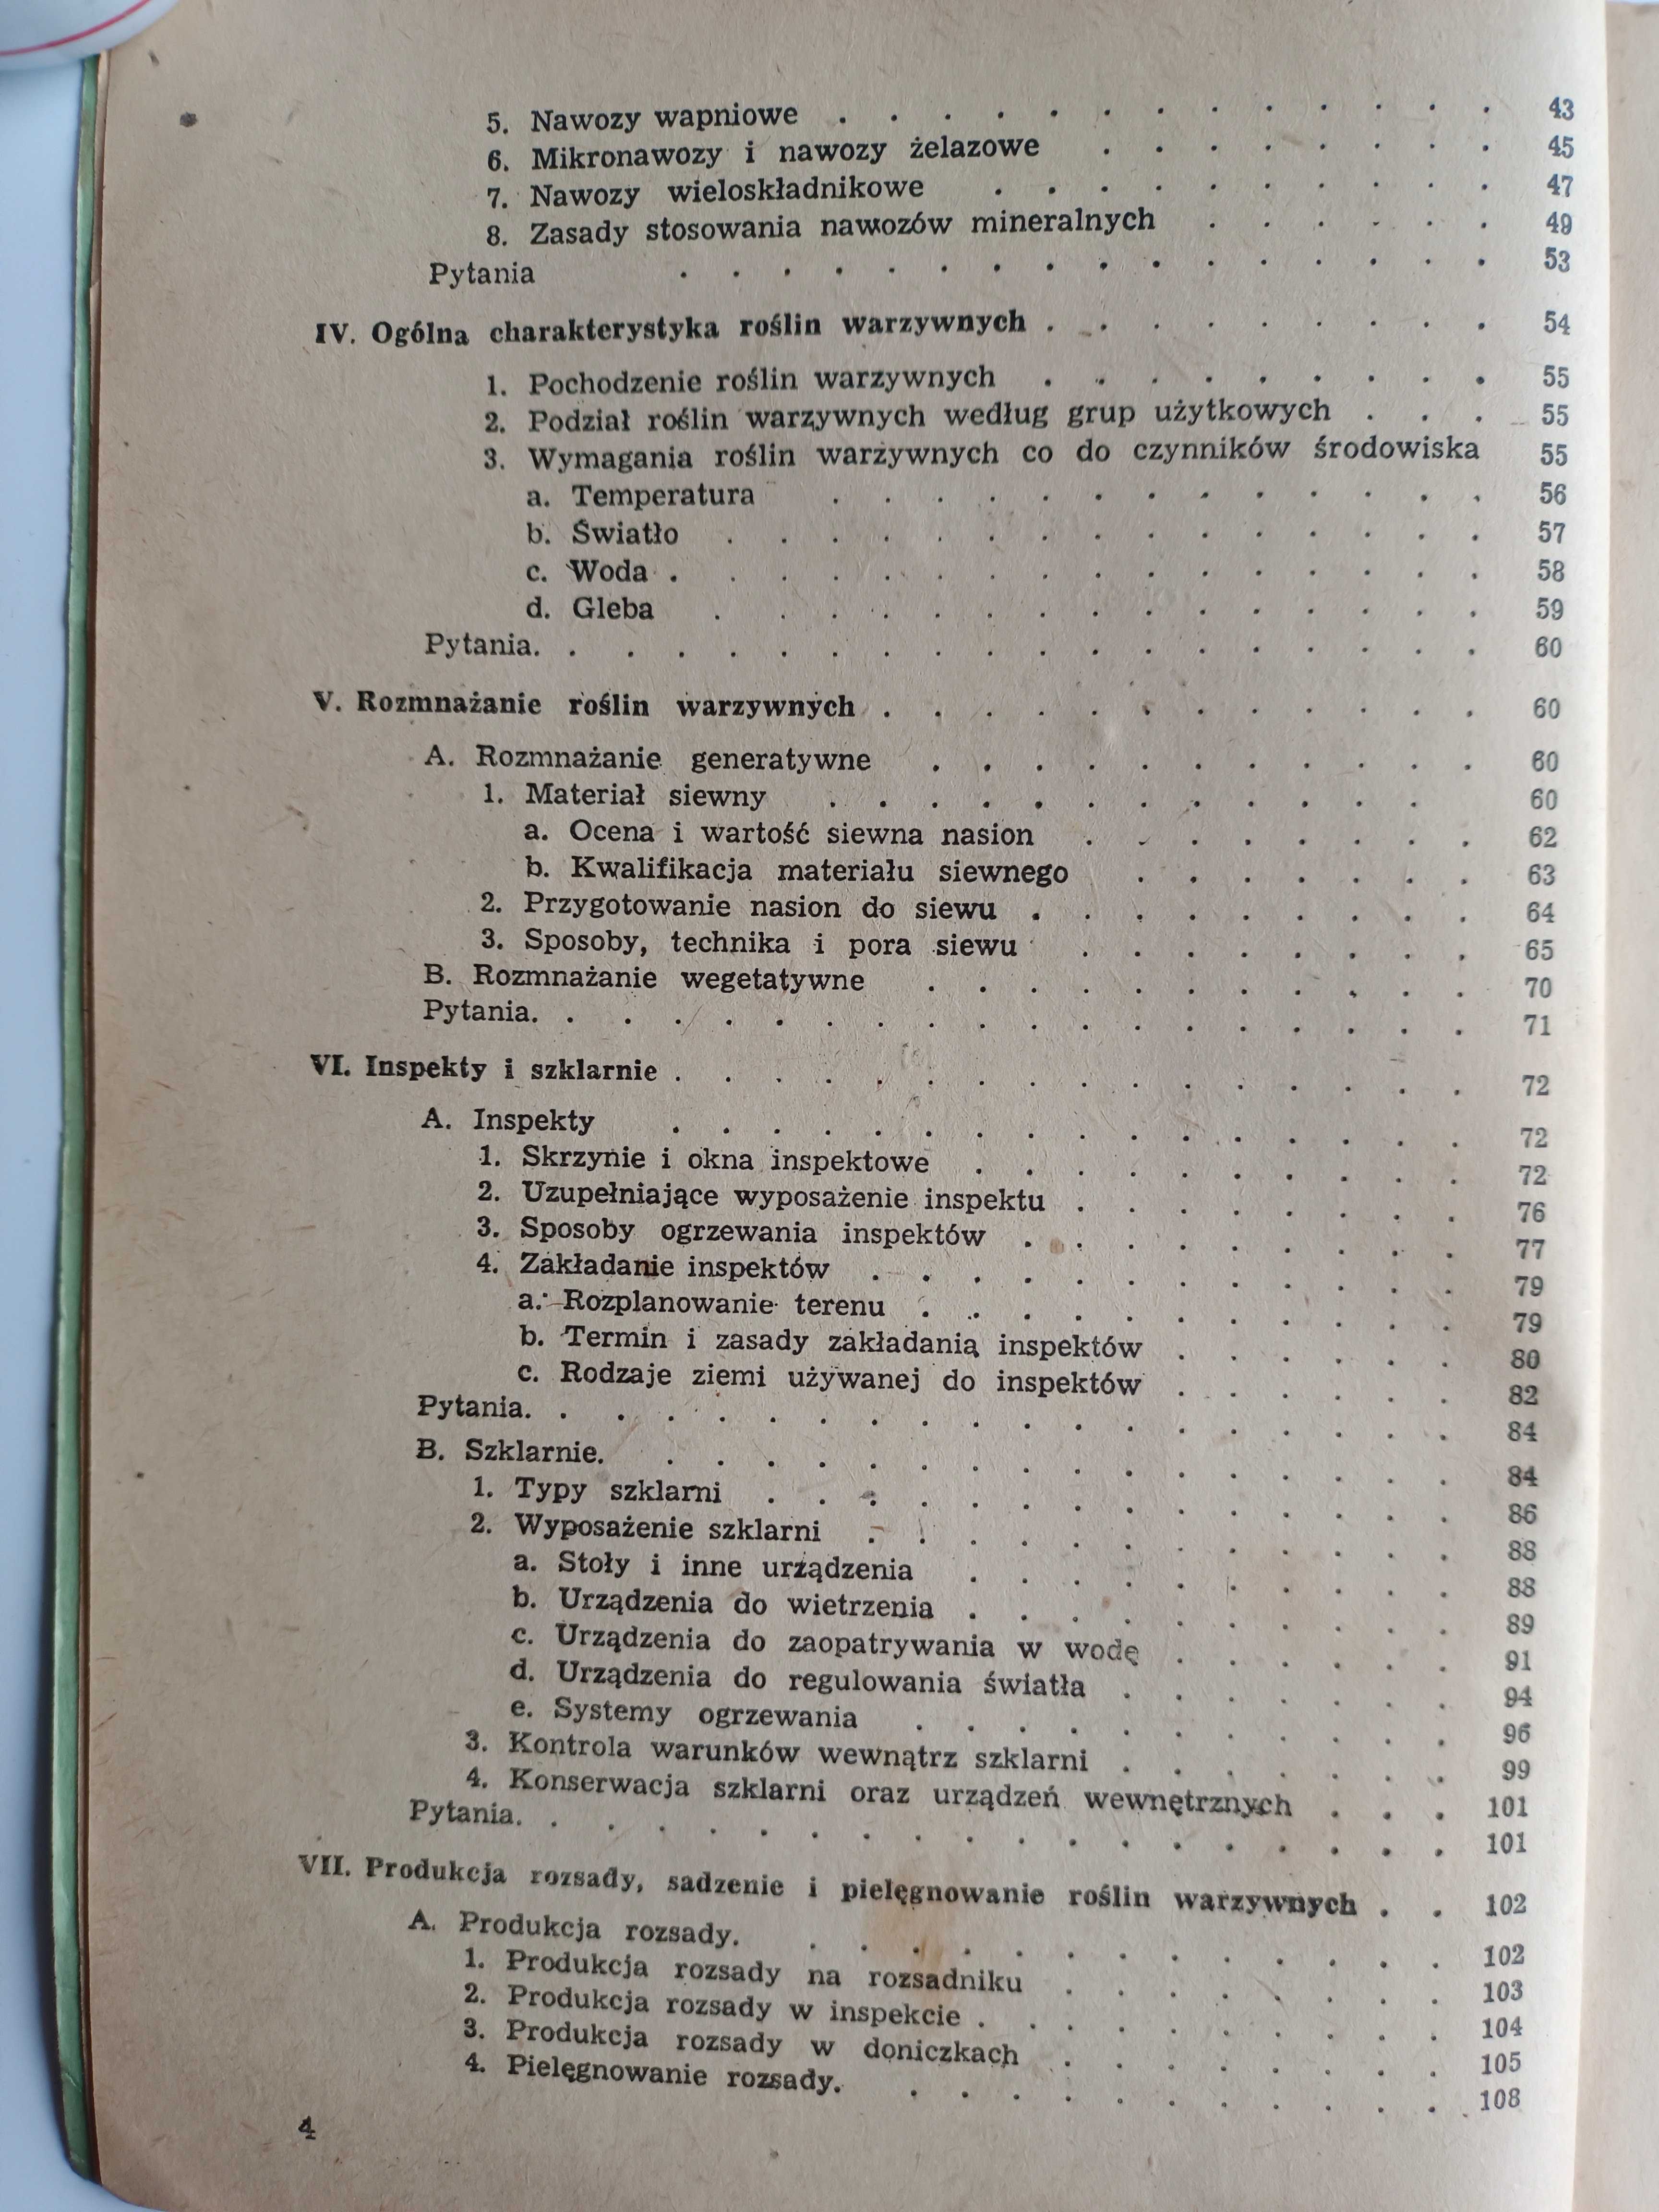 5. Nawozy wapniowe . . . . . . . . . . . . . 43
6. Mikronawozy i nawozy żelazowe . . . . . . . . 45
7. Nawozy wieloskładnikowe . . . . . . . . . . 47
8. Zasady stosowania nawozów mineralnych . . . . . . 49
Pytania . . . . . . . . . . . . . . . . 53
IV. Ogólna charakterystyka roślin warzywnych . . . . . . . . . 54
1. Pochodzenie roślin warzywnych . . . . . . . . . 55
2. Podział roślin warzywnych według grup użytkowych . . . 55
3. Wymagania roślin warzywnych co do czynników środowiska 55
a. Temperatura . . . . . . . . . . . . . 56
b. Światło . . . . . . . . . . . . . . . 57
c. Woda . . . . . . . . . . . . . . . . 58
d. Gleba . . . . . . . . . . . . . . . 59
Pytania. . . . . . . . . . . . . . . . . . . 60
V. Rozmnażanie roślin warzywnych . . . . . . . . . . . . 60
A. Rozmnażanie generatywne . . . . . . . . . . . 60
1. Materiał siewny . . . . . . . . . . . . 60
a. Ocena i wartość siewna nasion . . . . . . . . 62
b. Kwalifikacja materiału siewnego . . . . . . . 63
2. Przygotowanie nasion do siewu . . . . . . . . . 64
3. Sposoby, technika i pora siewu . . . . . . . . 65
B. Rozmnażanie wegetatywne . . . . . . . . . . . 70
Pytania. . . . . . . . . . . . . . . . . . . 71
VI. Inspekty i szklarnie . . . . . . . . . . . . . . . . 72
A. Inspekty . . . . . . . . . . . . . . . . 72
1. Skrzynie i okna inspektowe . . . . . . . . . . 72
2. Uzupełniające wyposażenie inspektu . . . . . . . . 76
3. Sposoby ogrzewania inspektów . . . . . . . . . 77
4. Zakładanie inspektów . . . . . . . . . . . . 79
a. Rozplanowanie terenu . . . . . . . . . . . 79
b. Termin i zasady zakładania inspektów . . . . . . 80
c. Rodzaje ziemi używanej do inspektów . . . . . . 82
Pytania. . . . . . . . . . . . . . . . . . . 84
B. Szklarnie. . . . . . . . . . . . . . . . . 84
1. Typy szklarni . . . . . . . . . . . . . . 86
2. Wyposażenie szklarni . . . . . . . . . . . . 88
a. Stoły i inne urządzenia . . . . . . . . . . 88
b. Urządzenia do wietrzenia . . . . . . . . . . 89
c. Urządzenia do zaopatrywania w wodę . . . . . . 91
d. Urządzenia do regulowania światła . . . . . . . 94
e. Systemy ogrzewania . . . . . . . . . . . 96
3. Kontrola warunków wewnątrz szklarni . . . . . . . 99
4. Konserwacja szklarni oraz urządzeń wewnętrznych . . . 101
Pytania. . . . . . . . . . . . . . . . . . . 101
VII. Produkcja rozsady, sadzenie i pielęgnowanie roślin warzywnych . . 102
A. Produkcja rozsady. . . . . . . . . . . . . . 102
1. Produkcja rozsady na rozsadniku . . . . . . . . 103
2. Produkcja rozsady w inspekcie . . . . . . . . . . 104
3. Produkcja rozsady w doniczkach . . . . . . . . 105
4. Pielęgnowanie rozsady. . . . . . . . . . . . 108
4